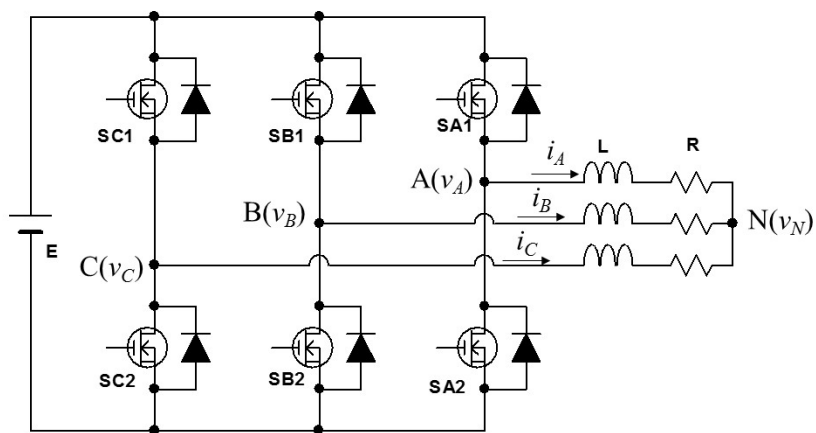 SC1
SB1
SA1
L
R
i_A
A(v_A)
i_B
B(v_B)
N(v_N)
i_C
C(v_C)
E
SC2
SB2
SA2